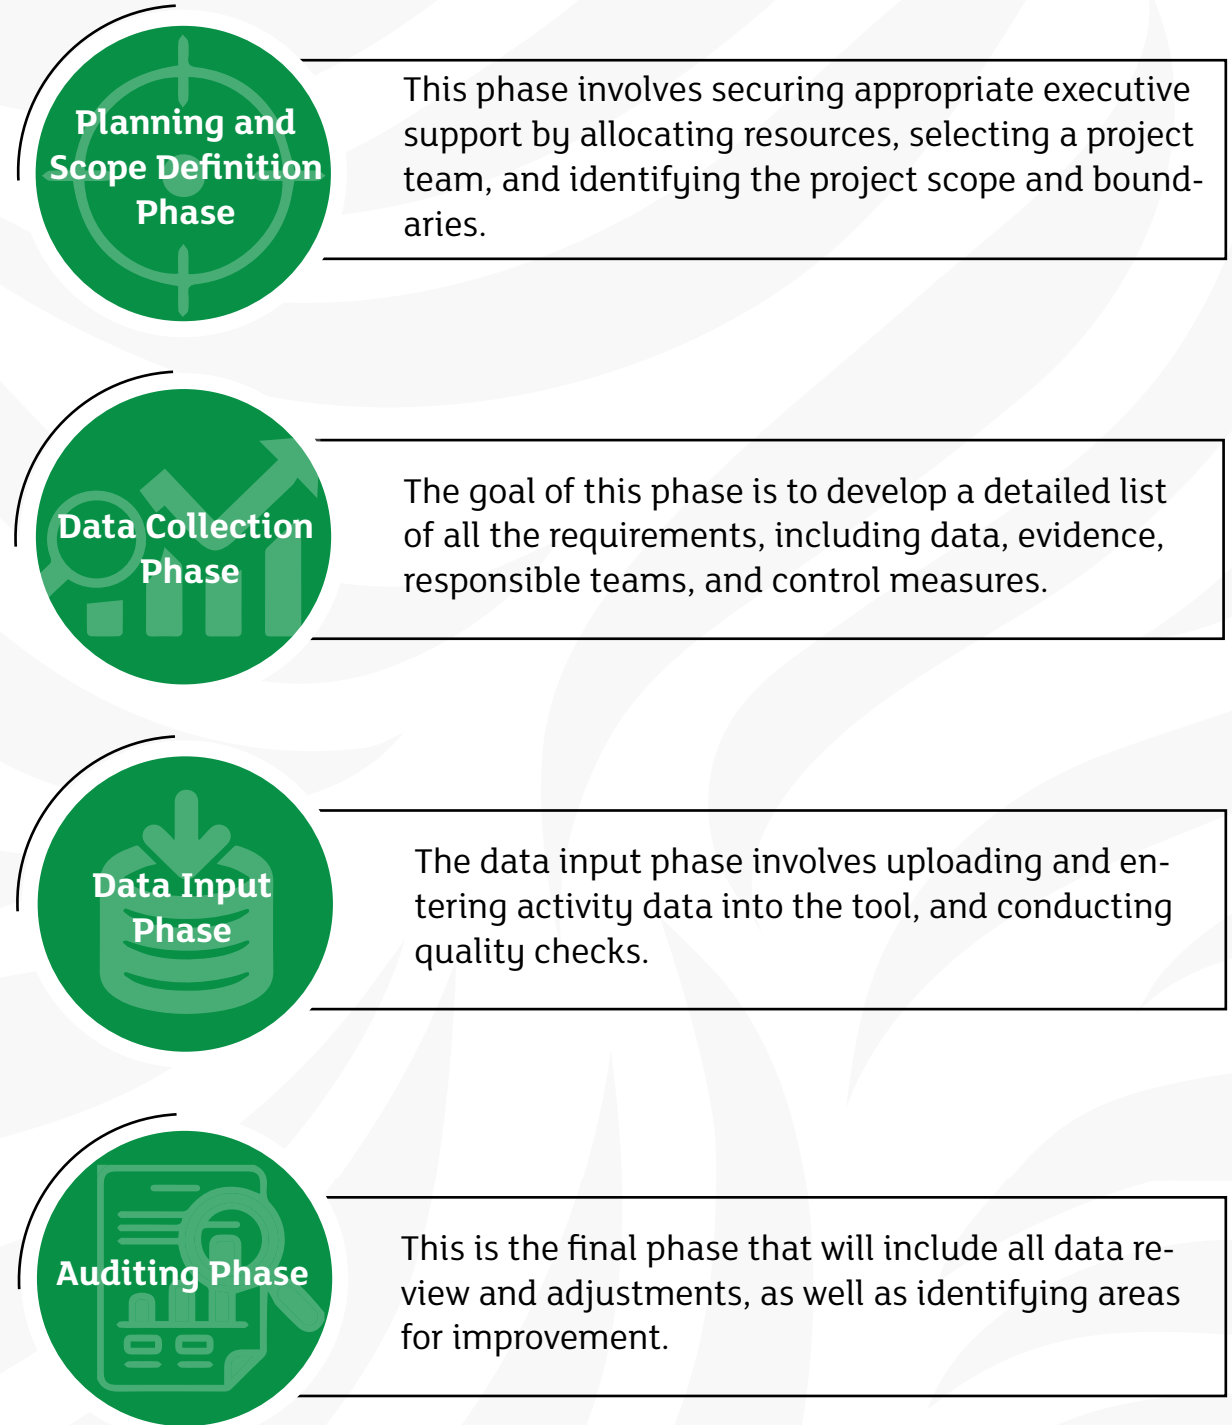 Planning and
Scope Definition
Phase
This phase involves securing appropriate executive
support by allocating resources, selecting a project
team, and identifying the project scope and bound-
aries.
Data Collection
Phase
The goal of this phase is to develop a detailed list
of all the requirements, including data, evidence,
responsible teams, and control measures.
Data Input
Phase
The data input phase involves uploading and en-
tering activity data into the tool, and conducting
quality checks.
Auditing Phase
This is the final phase that will include all data re-
view and adjustments, as well as identifying areas
for improvement.